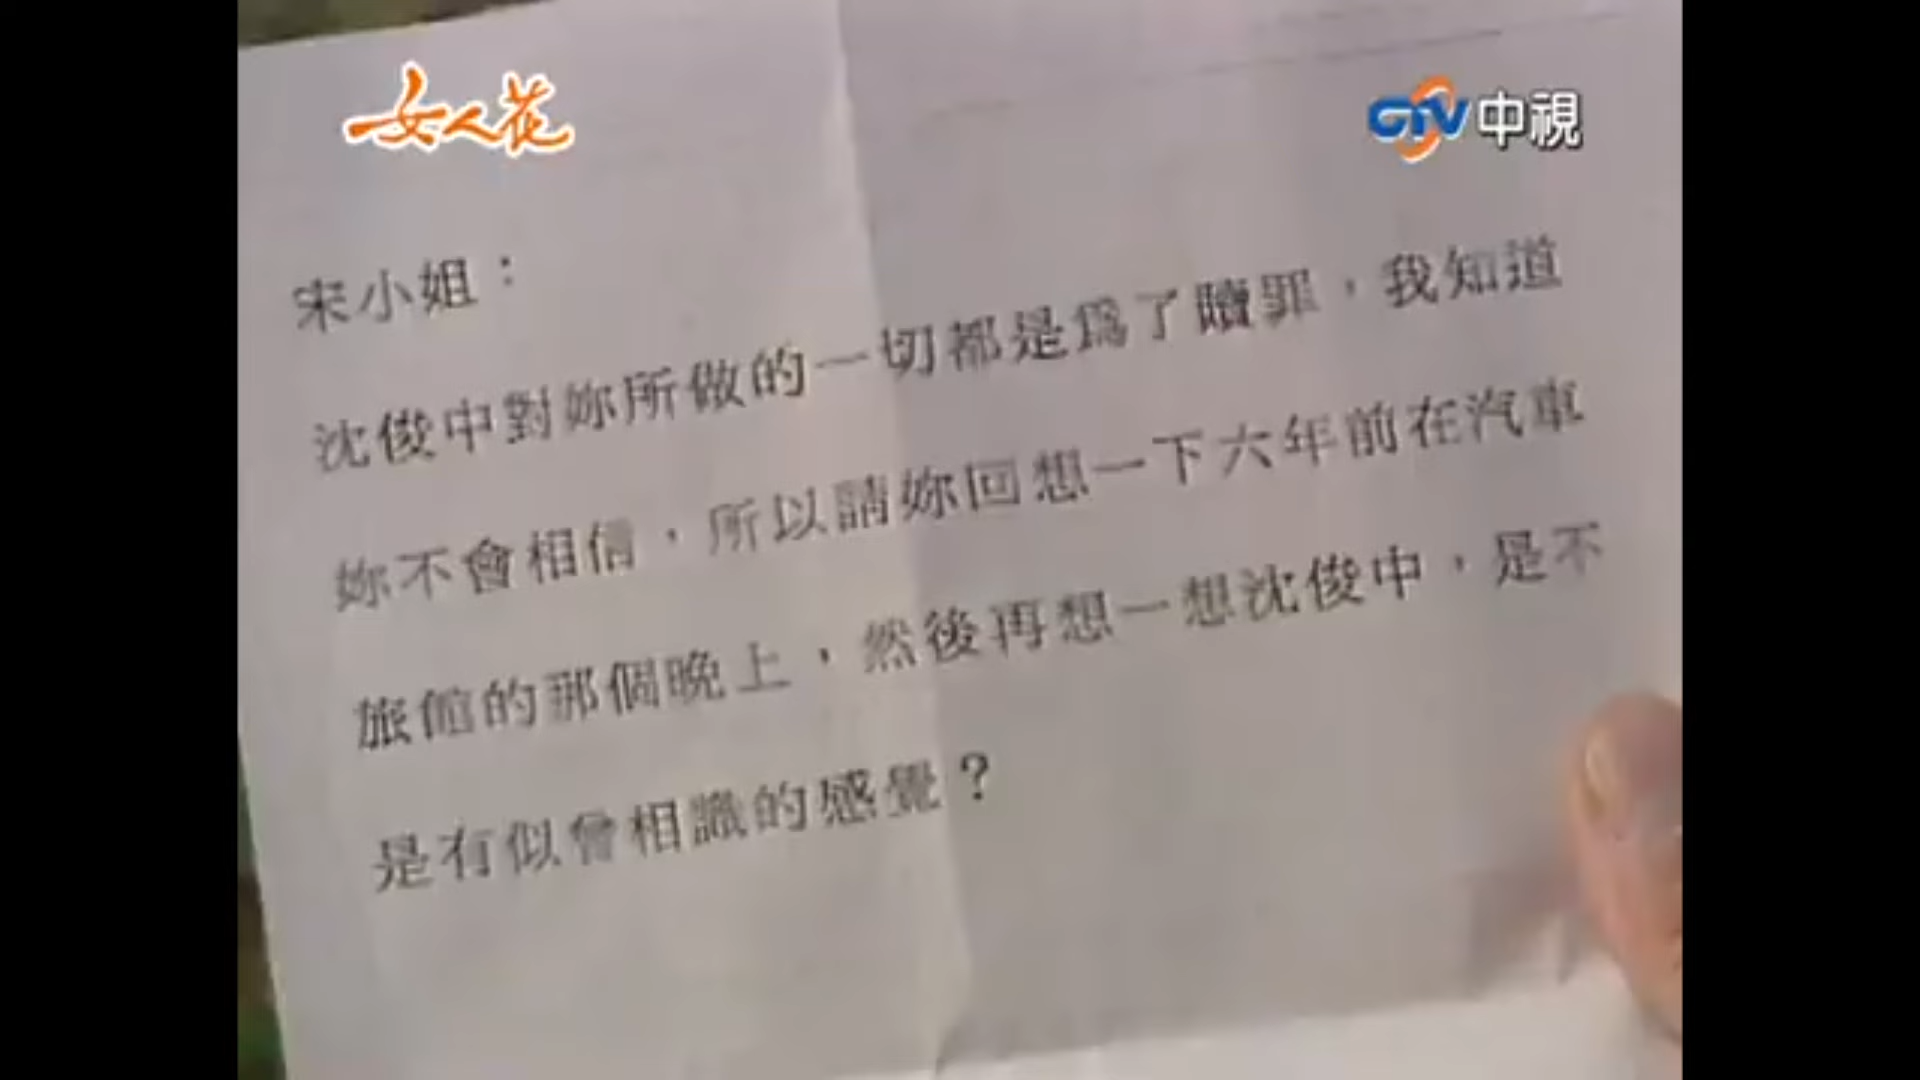 女人花
CTV中視
宋小姐：
沈俊中對妳所做的一切都是為了贖罪，我知道
妳不會相信，所以請妳回想一下六年前在汽車
旅館的那個晚上，然後再想一想沈俊中，是不
是有似曾相識的感覺？